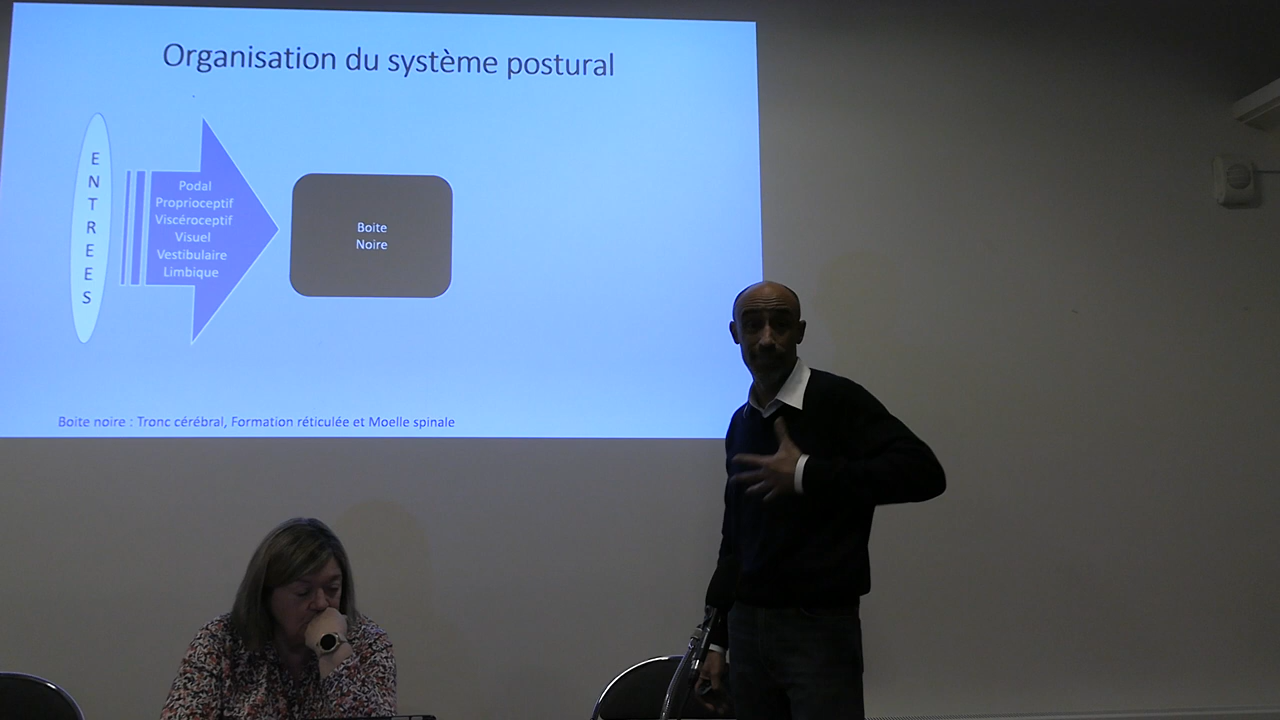 Organisation du système postural
ENTREES
Podal
Proprioceptif
Viscéroceptif
Visuel
Vestibulaire
Limbique
Boite
Noire
Boite noire : Tronc cérébral, Formation réticulée et Moelle spinale